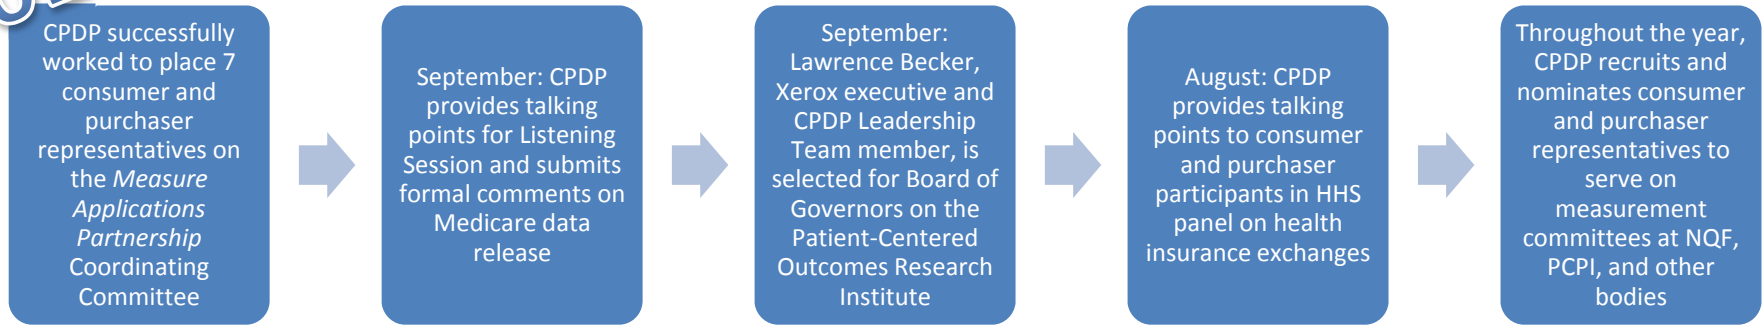 CPDP successfully
worked to place 7
consumer and
purchaser
representatives on
the Measure
Applications
Partnership
Coordinating
Committee
September: CPDP
provides talking
points for Listening
Session and submits
formal comments on
Medicare data
release
September:
Lawrence Becker,
Xerox executive and
CPDP Leadership
Team member, is
selected for Board of
Governors on the
Patient-Centered
Outcomes Research
Institute
August: CPDP
provides talking
points to consumer
and purchaser
participants in HHS
panel on health
insurance exchanges
Throughout the year,
CPDP recruits and
nominates consumer
and purchaser
representatives to
serve on
measurement
committees at NQF,
PCPI, and other
bodies